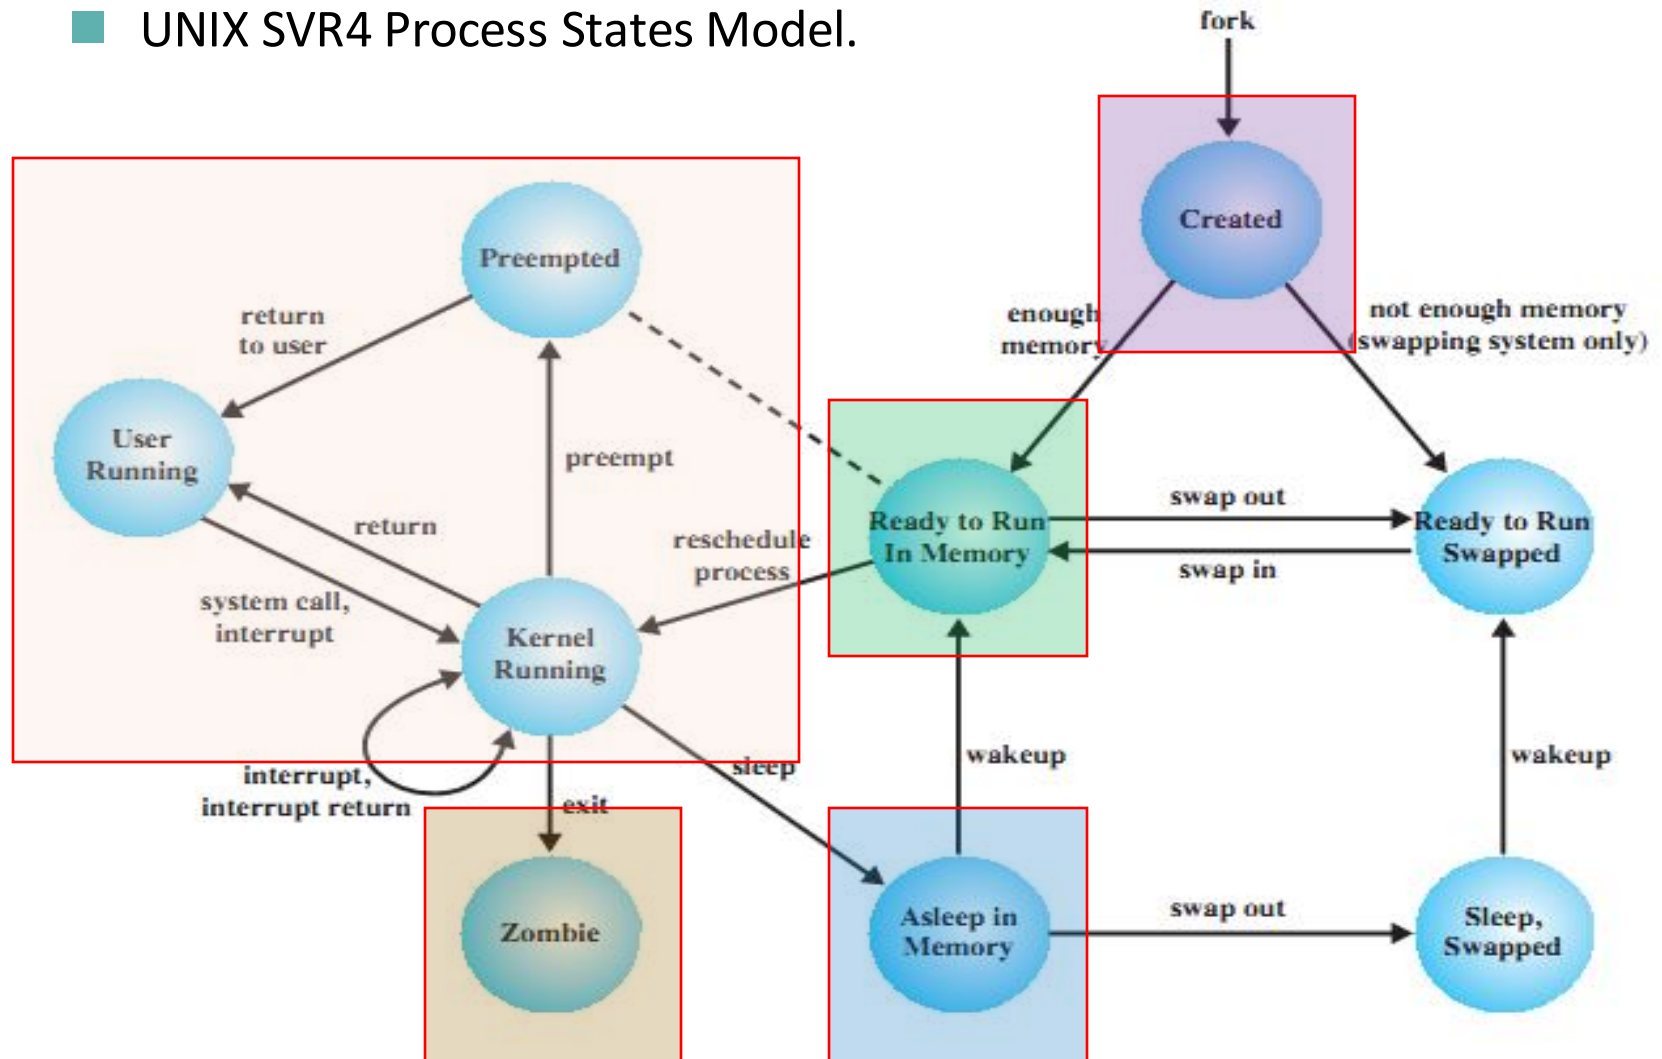 UNIX SVR4 Process States Model.
fork
Created
Preempted
return
to user
enough
memory
not enough memory
(swapping system only)
User
Running
preempt
return
reschedule
process
Ready to Run
In Memory
swap out
swap in
Ready to Run
Swapped
system call,
interrupt
Kernel
Running
interrupt,
interrupt return
sleep
wakeup
wakeup
exit
Zombie
Asleep in
Memory
swap out
Sleep,
Swapped